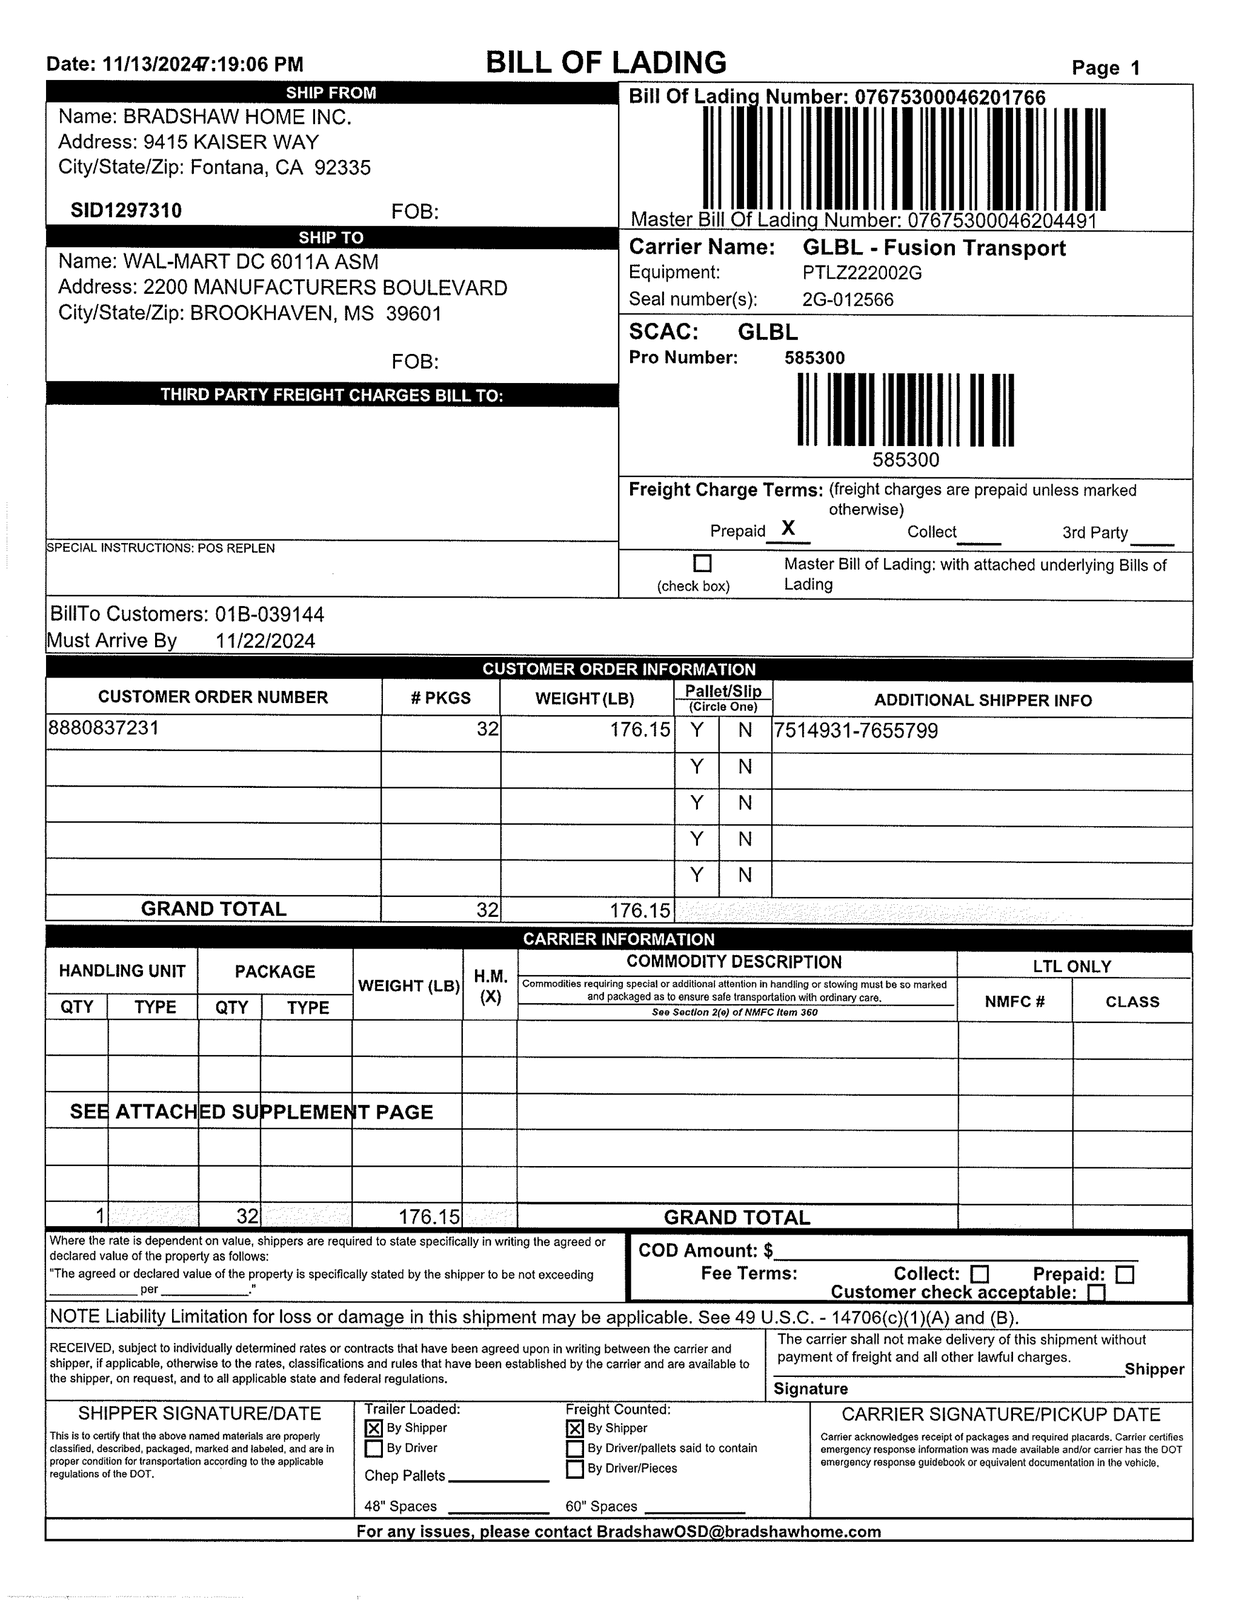 Date: 11/13/2024 7:19:06 PM
BILL OF LADING
Page 1
SHIP FROM
Name: BRADSHAW HOME INC.
Address: 9415 KAISER WAY
City/State/Zip: Fontana, CA 92335
SID1297310 FOB:
Bill Of Lading Number: 07675300046201766
Master Bill Of Lading Number: 07675300046204491
SHIP TO
Name: WAL-MART DC 6011A ASM
Address: 2200 MANUFACTURERS BOULEVARD
City/State/Zip: BROOKHAVEN, MS 39601
FOB:
Carrier Name: GLBL - Fusion Transport
Equipment: PTLZ222002G
Seal number(s): 2G-012566
SCAC: GLBL
Pro Number: 585300
585300
THIRD PARTY FREIGHT CHARGES BILL TO:
Freight Charge Terms: (freight charges are prepaid unless marked
otherwise)
Prepaid X Collect 3rd Party
SPECIAL INSTRUCTIONS: POS REPLEN
Master Bill of Lading: with attached underlying Bills of
(check box) Lading
BillTo Customers: 01B-039144
Must Arrive By 11/22/2024
CUSTOMER ORDER INFORMATION
CUSTOMER ORDER NUMBER # PKGS WEIGHT (LB) Pallet/Slip (Circle One) ADDITIONAL SHIPPER INFO
8880837231 32 176.15 Y N 7514931-7655799
Y N
Y N
Y N
Y N
GRAND TOTAL 32 176.15
CARRIER INFORMATION
HANDLING UNIT PACKAGE WEIGHT (LB) H.M. (X) COMMODITY DESCRIPTION LTL ONLY
Commodities requiring special or additional attention in handling or stowing must be so marked
and packaged as to ensure safe transportation with ordinary care.
See Section 2(e) of NMFC Item 360
QTY TYPE QTY TYPE NMFC # CLASS
SEE ATTACHED SUPPLEMENT PAGE
1 32 176.15 GRAND TOTAL
Where the rate is dependent on value, shippers are required to state specifically in writing the agreed or
declared value of the property as follows:
"The agreed or declared value of the property is specifically stated by the shipper to be not exceeding
per ."
COD Amount: $
Fee Terms: Collect: Prepaid:
Customer check acceptable:
NOTE Liability Limitation for loss or damage in this shipment may be applicable. See 49 U.S.C. - 14706(c)(1)(A) and (B).
RECEIVED, subject to individually determined rates or contracts that have been agreed upon in writing between the carrier and
shipper, if applicable, otherwise to the rates, classifications and rules that have been established by the carrier and are available to
the shipper, on request, and to all applicable state and federal regulations.
The carrier shall not make delivery of this shipment without
payment of freight and all other lawful charges.
Shipper
Signature
SHIPPER SIGNATURE/DATE
This is to certify that the above named materials are properly
classified, described, packaged, marked and labeled, and are in
proper condition for transportation according to the applicable
regulations of the DOT.
Trailer Loaded:
X By Shipper
By Driver
Chep Pallets
48" Spaces
Freight Counted:
X By Shipper
By Driver/pallets said to contain
By Driver/Pieces
60" Spaces
CARRIER SIGNATURE/PICKUP DATE
Carrier acknowledges receipt of packages and required placards. Carrier certifies
emergency response information was made available and/or carrier has the DOT
emergency response guidebook or equivalent documentation in the vehicle.
For any issues, please contact BradshawOSD@bradshawhome.com